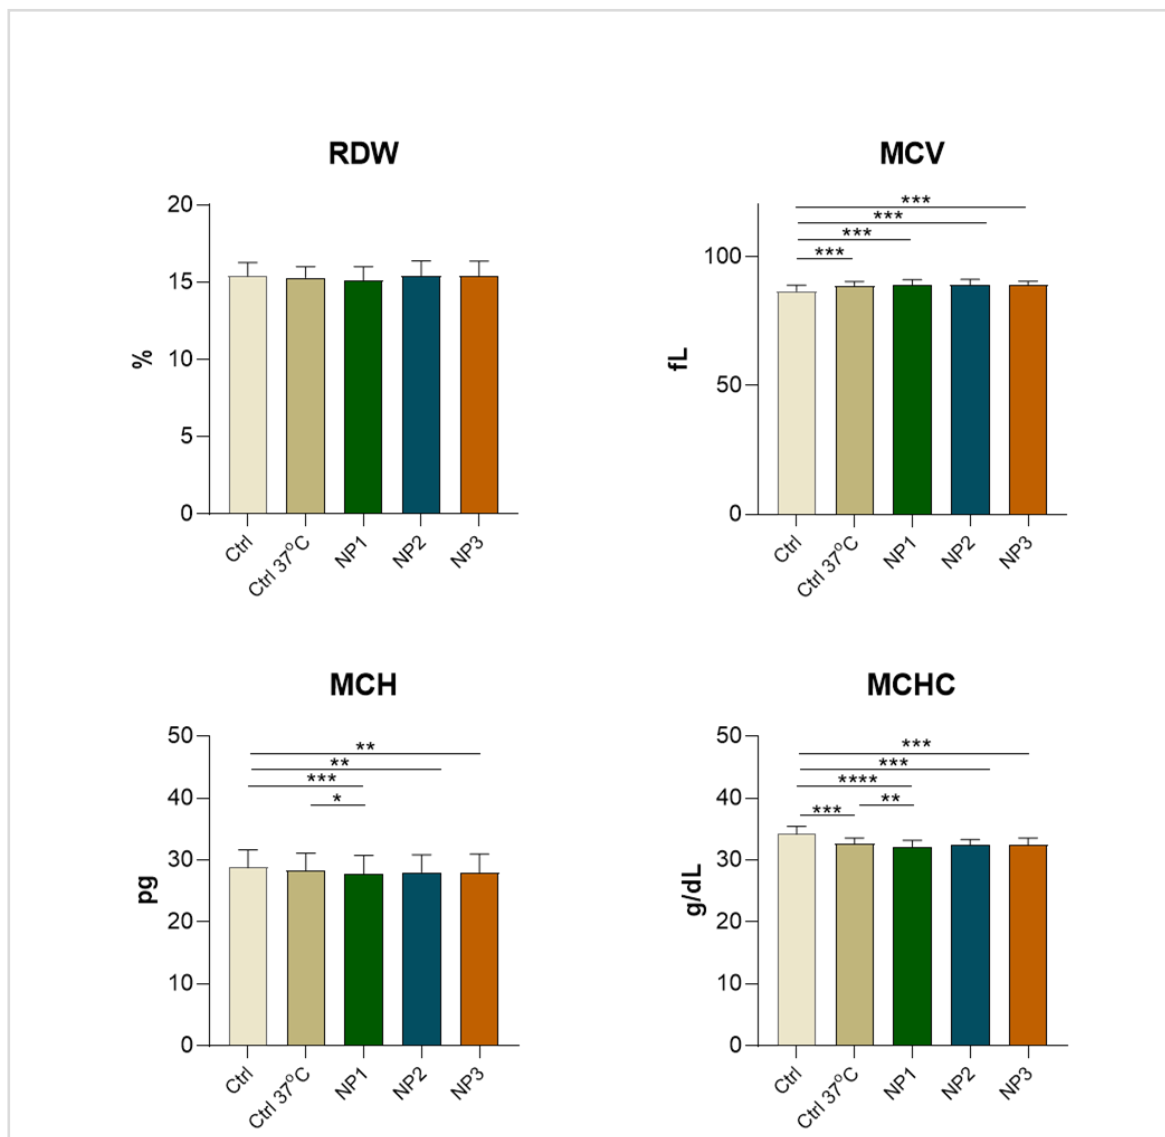 RDW
20
15
10
5
0
%
Ctrl
Ctrl 37°C
NP1
NP2
NP3
MCV
***
***
***
***
100
50
0
fL
Ctrl
Ctrl 37°C
NP1
NP2
NP3
MCH
50
40
30
20
10
0
pg
**
**
***
*
Ctrl
Ctrl 37°C
NP1
NP2
NP3
MCHC
50
40
30
20
10
0
g/dL
***
***
****
*** **
Ctrl
Ctrl 37°C
NP1
NP2
NP3